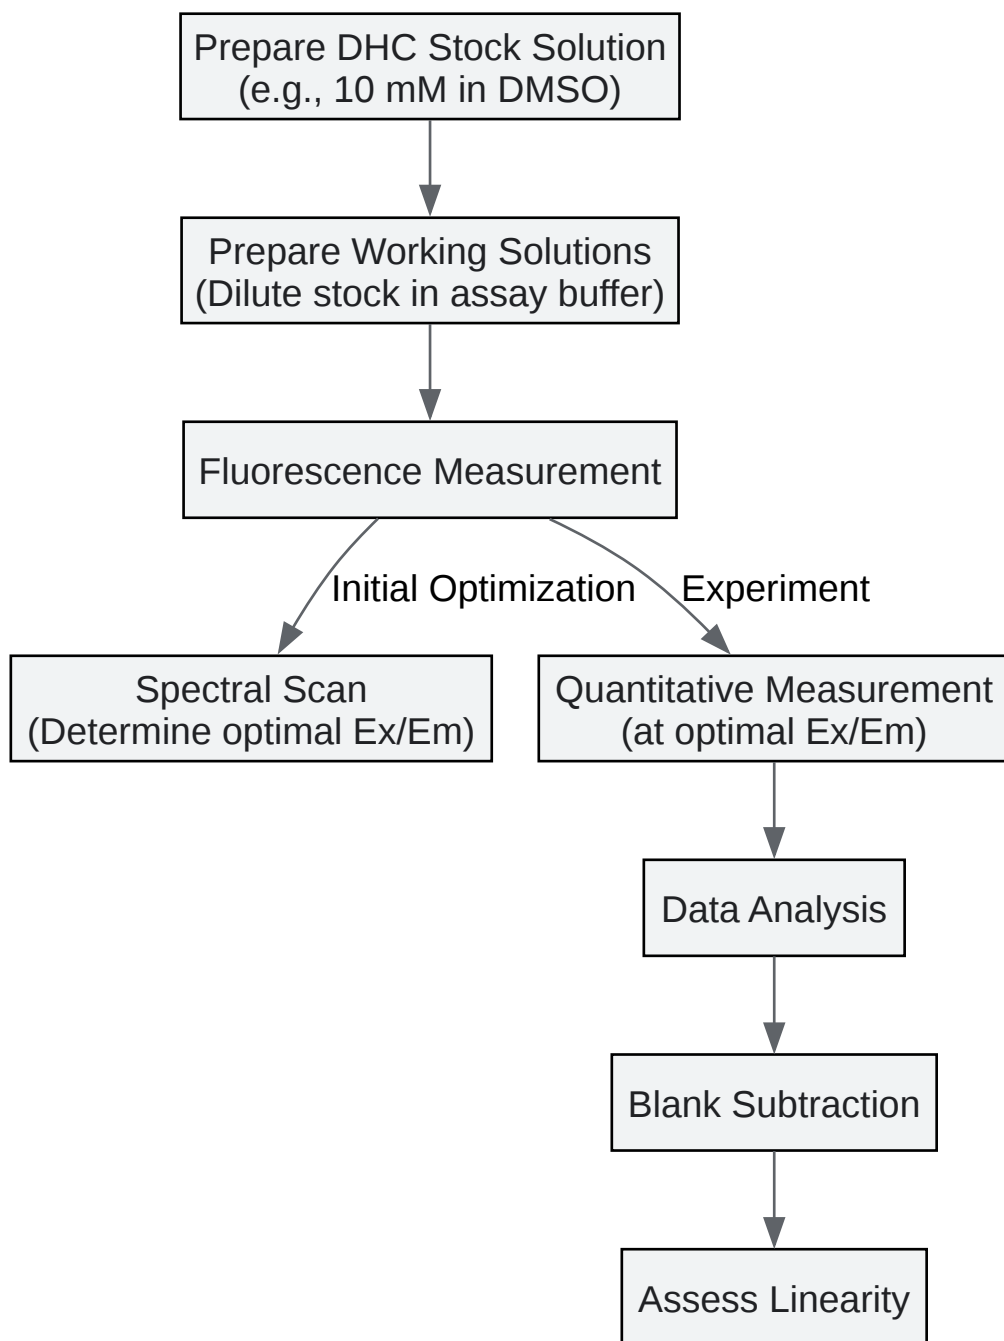 Prepare DHC Stock Solution
(e.g., 10 mM in DMSO)
Prepare Working Solutions
(Dilute stock in assay buffer)
Fluorescence Measurement
Initial Optimization
Experiment
Spectral Scan
(Determine optimal Ex/Em)
Quantitative Measurement
(at optimal Ex/Em)
Data Analysis
Blank Subtraction
Assess Linearity